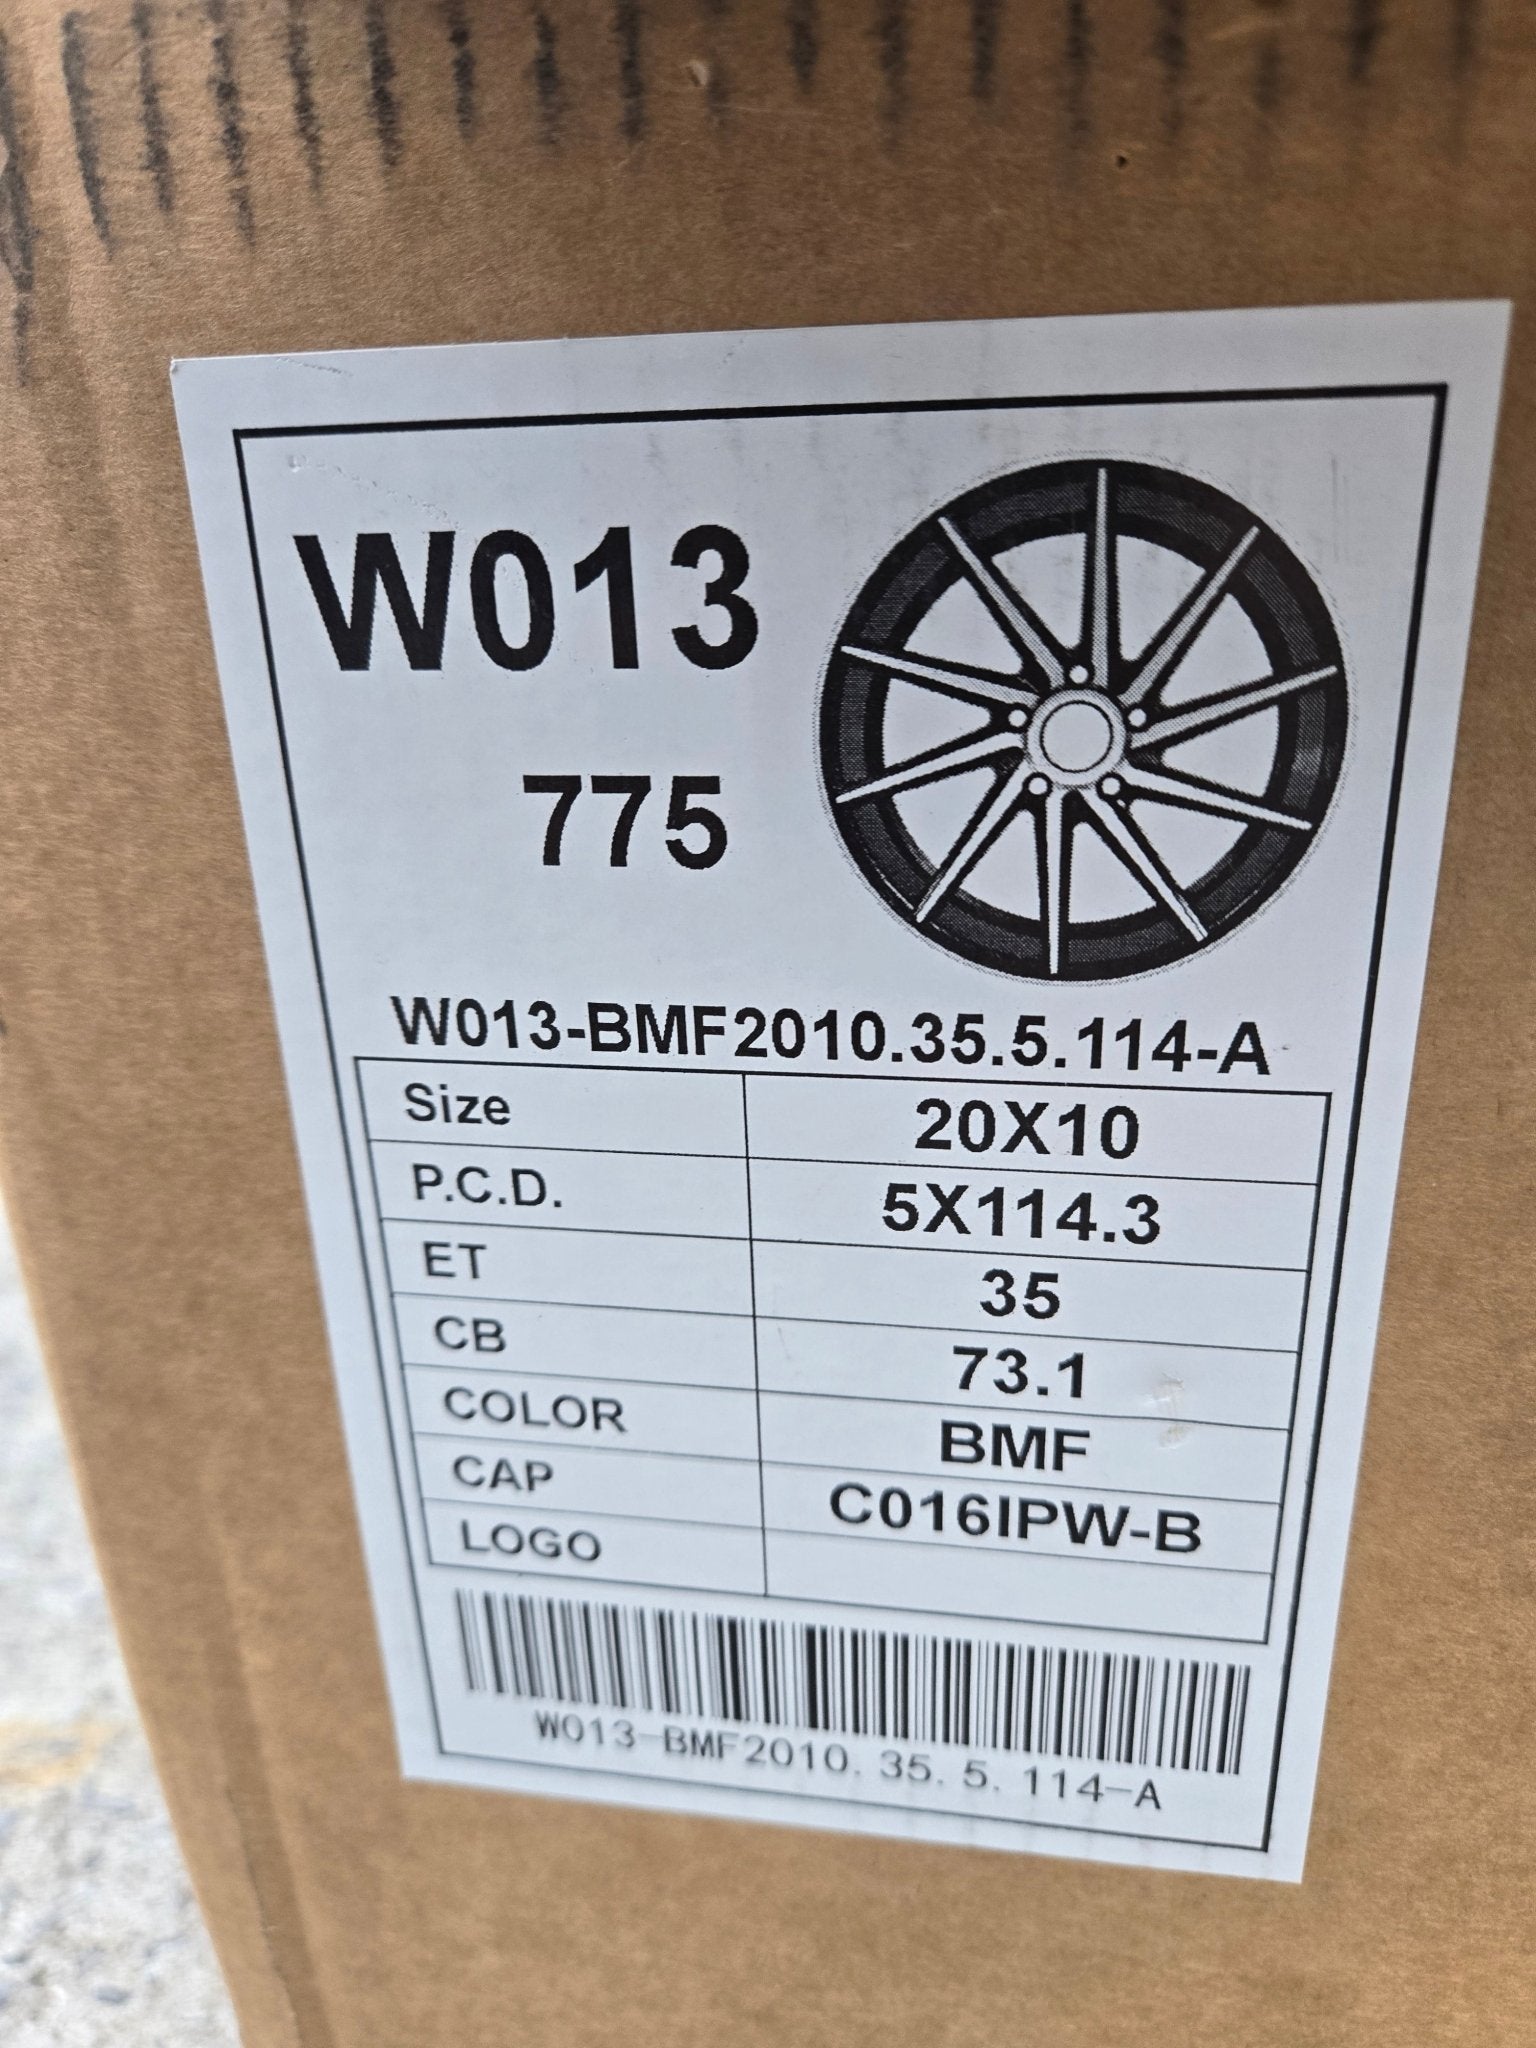 W013
775
W013-BMF2010.35.5.114-A
Size 20X10
P.C.D. 5X114.3
ET 35
CB 73.1
COLOR BMF
CAP C016IPW-B
LOGO
W013-BMF2010.35.5.114-A